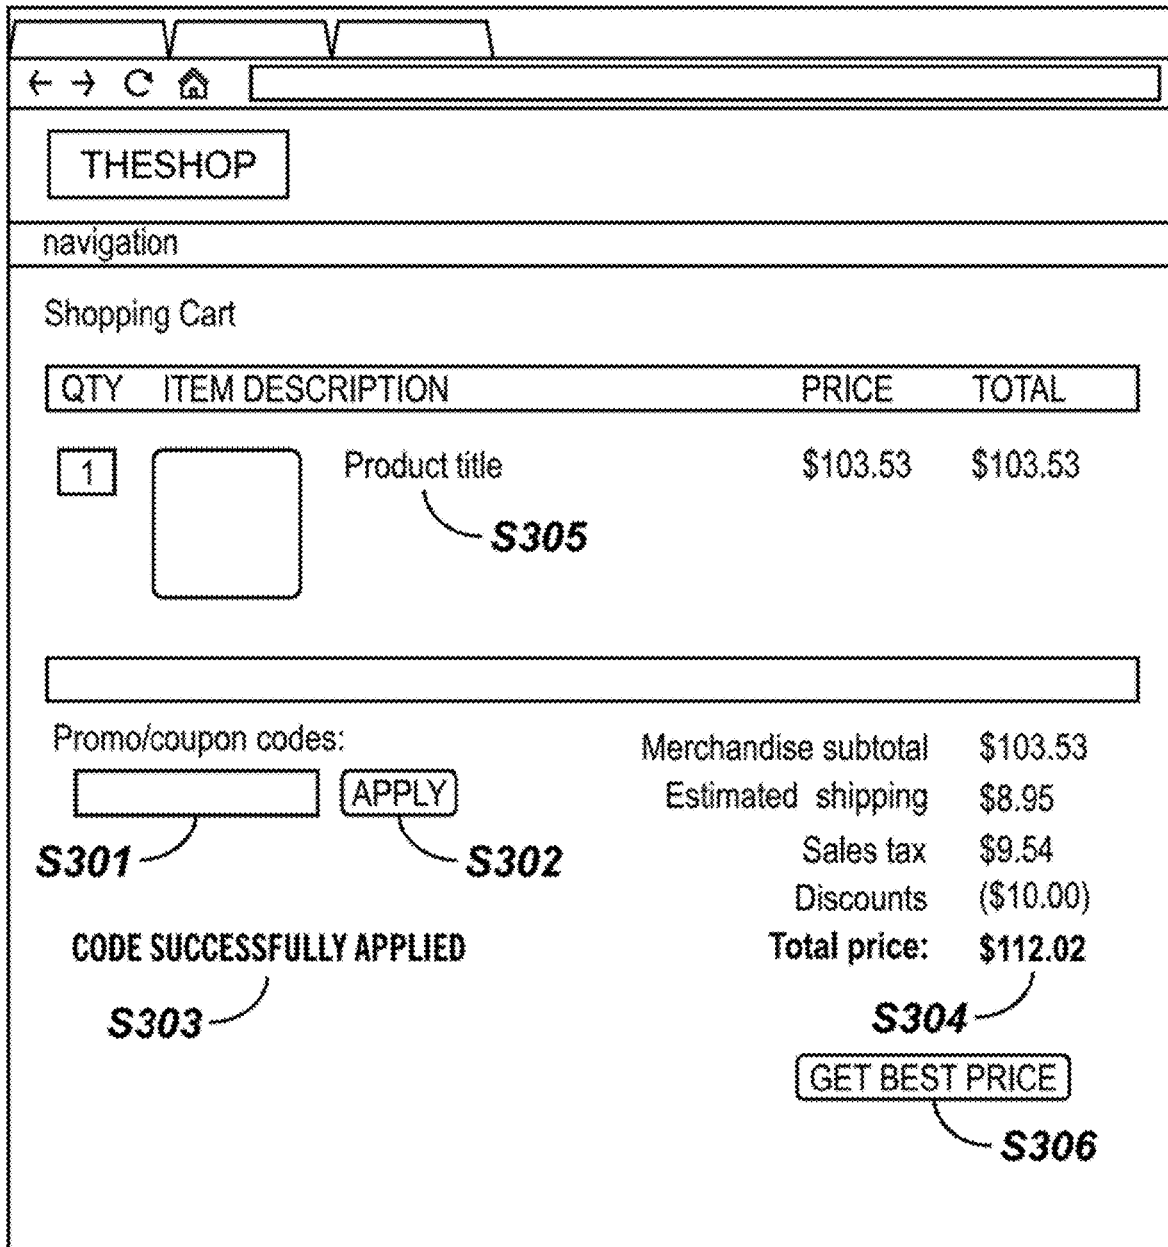 THESHOP
navigation
Shopping Cart
QTY ITEM DESCRIPTION PRICE TOTAL
1 Product title $103.53 $103.53
S305
Promo/coupon codes:
APPLY
S301 S302
CODE SUCCESSFULLY APPLIED
S303
Merchandise subtotal $103.53
Estimated shipping $8.95
Sales tax $9.54
Discounts ($10.00)
Total price: $112.02
S304
GET BEST PRICE
S306